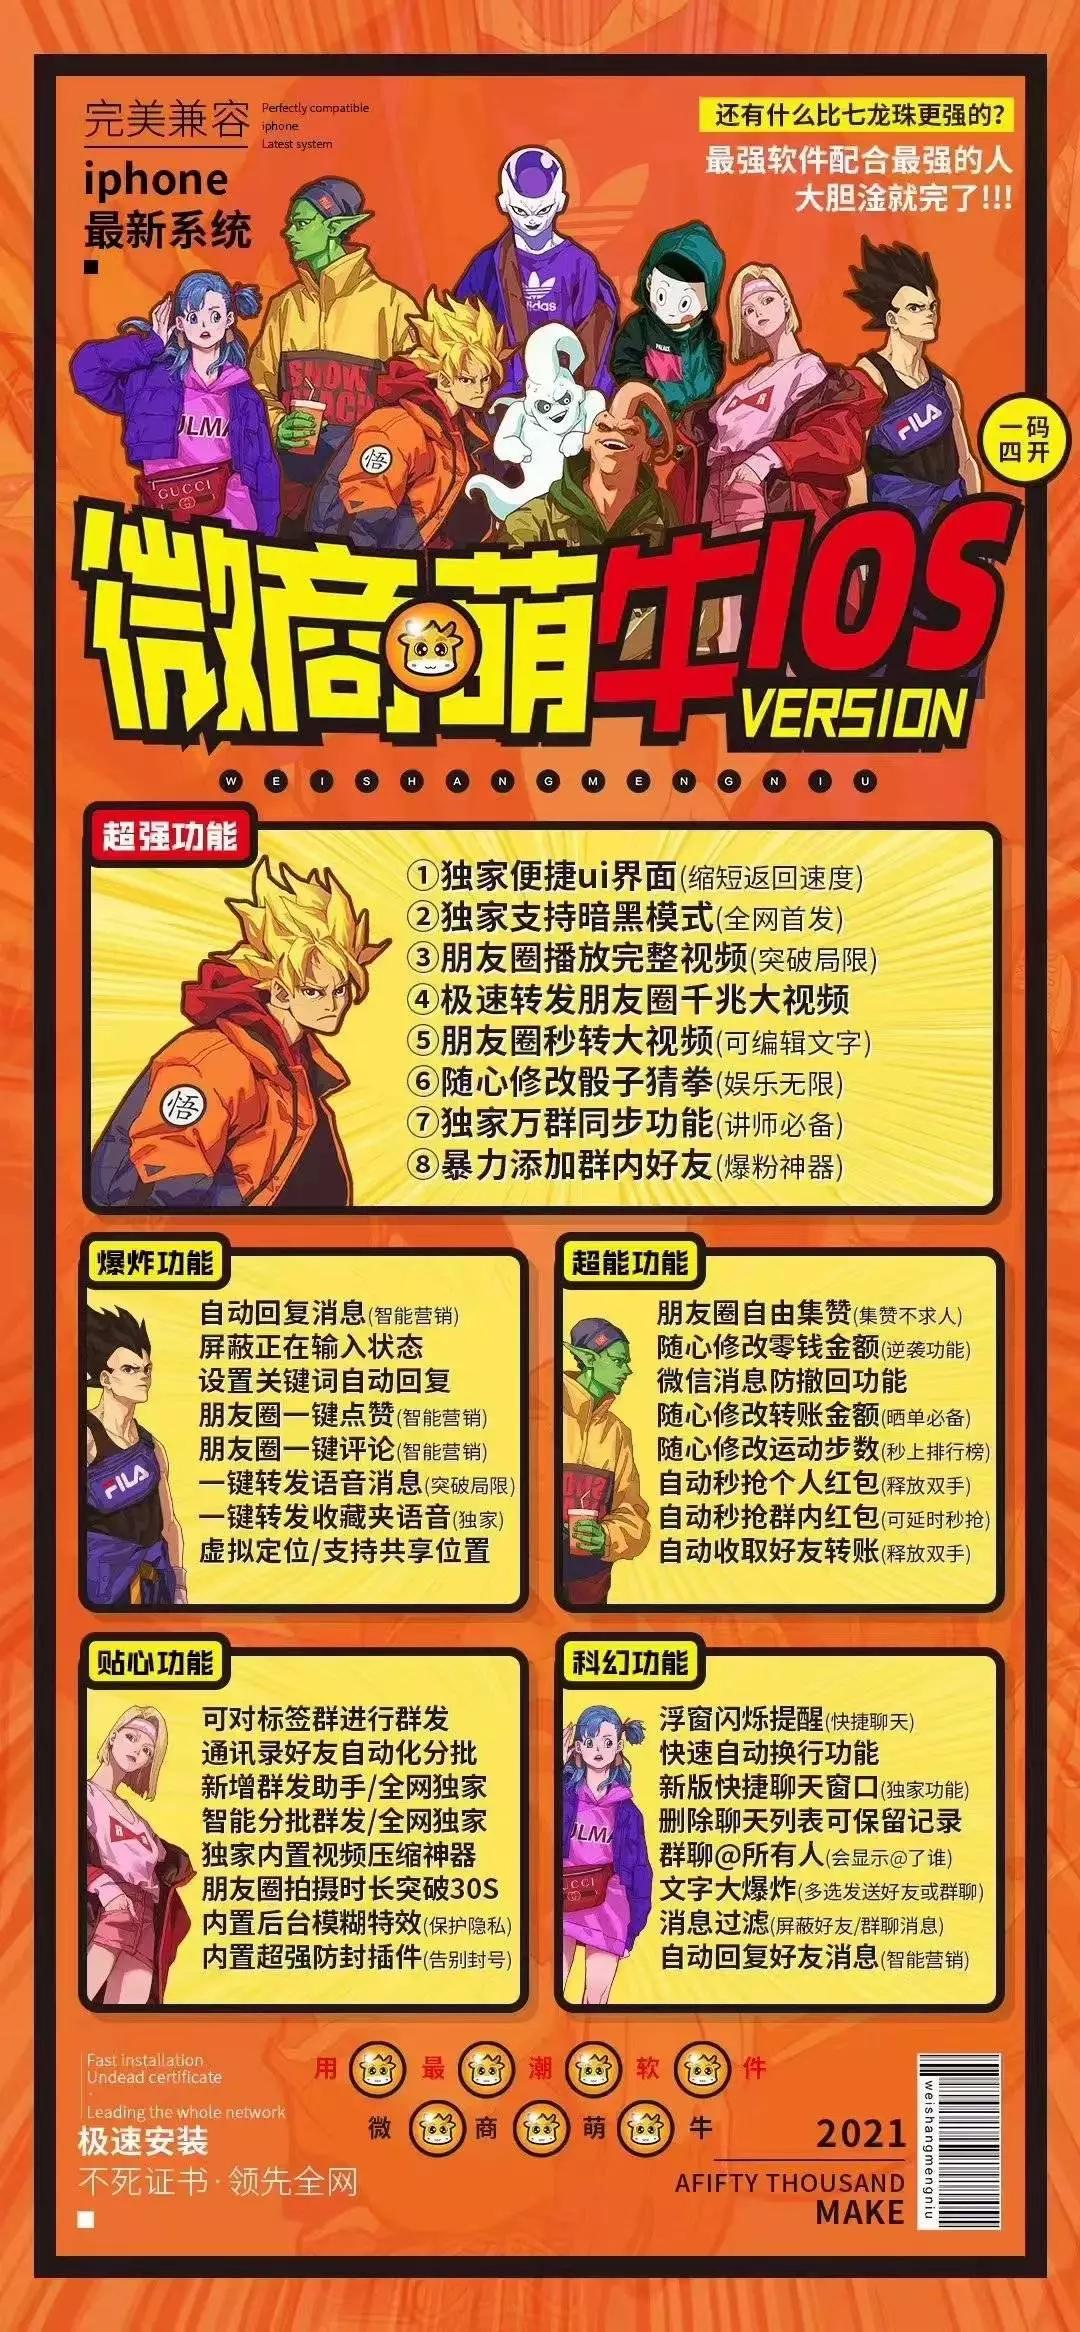 完美兼容
Perfectly compatible
iphone
Latest system
iphone
最新系统
还有什么比七龙珠更强的?
最强软件配合最强的人
大胆淦就完了!!!
adidas
PALACE
ULMA
GUCCI
悟
FILA
一码
四开
微商萌牛IOS
VERSION
WEISHANGMENGNIU
超强功能
①独家便捷ui界面(缩短返回速度)
②独家支持暗黑模式(全网首发)
③朋友圈播放完整视频(突破局限)
④极速转发朋友圈千兆大视频
⑤朋友圈秒转大视频(可编辑文字)
⑥随心修改骰子猜拳(娱乐无限)
⑦独家万群同步功能(讲师必备)
⑧暴力添加群内好友(爆粉神器)
悟
爆炸功能
自动回复消息(智能营销)
屏蔽正在输入状态
设置关键词自动回复
朋友圈一键点赞(智能营销)
朋友圈一键评论(智能营销)
一键转发语音消息(突破局限)
一键转发收藏夹语音(独家)
虚拟定位/支持共享位置
FILA
超能功能
朋友圈自由集赞(集赞不求人)
随心修改零钱金额(逆袭功能)
微信消息防撤回功能
随心修改转账金额(晒单必备)
随心修改运动步数(秒上排行榜)
自动秒抢个人红包(释放双手)
自动秒抢群内红包(可延时秒抢)
自动收取好友转账(释放双手)
贴心功能
可对标签群进行群发
通讯录好友自动化分批
新增群发助手/全网独家
智能分批群发/全网独家
独家内置视频压缩神器
朋友圈拍摄时长突破30S
内置后台模糊特效(保护隐私)
内置超强防封插件(告别封号)
科幻功能
浮窗闪烁提醒(快捷聊天)
快速自动换行功能
新版快捷聊天窗口(独家功能)
删除聊天列表可保留记录
群聊@所有人(会显示@了谁)
文字大爆炸(多选发送好友或群聊)
消息过滤(屏蔽好友/群聊消息)
自动回复好友消息(智能营销)
ULMA
Fast installation
Undead certificate
Leading the whole network
极速安装
不死证书·领先全网
用最潮软件
微商萌牛
2021
AFIFTY THOUSAND
MAKE
weishangmengniu